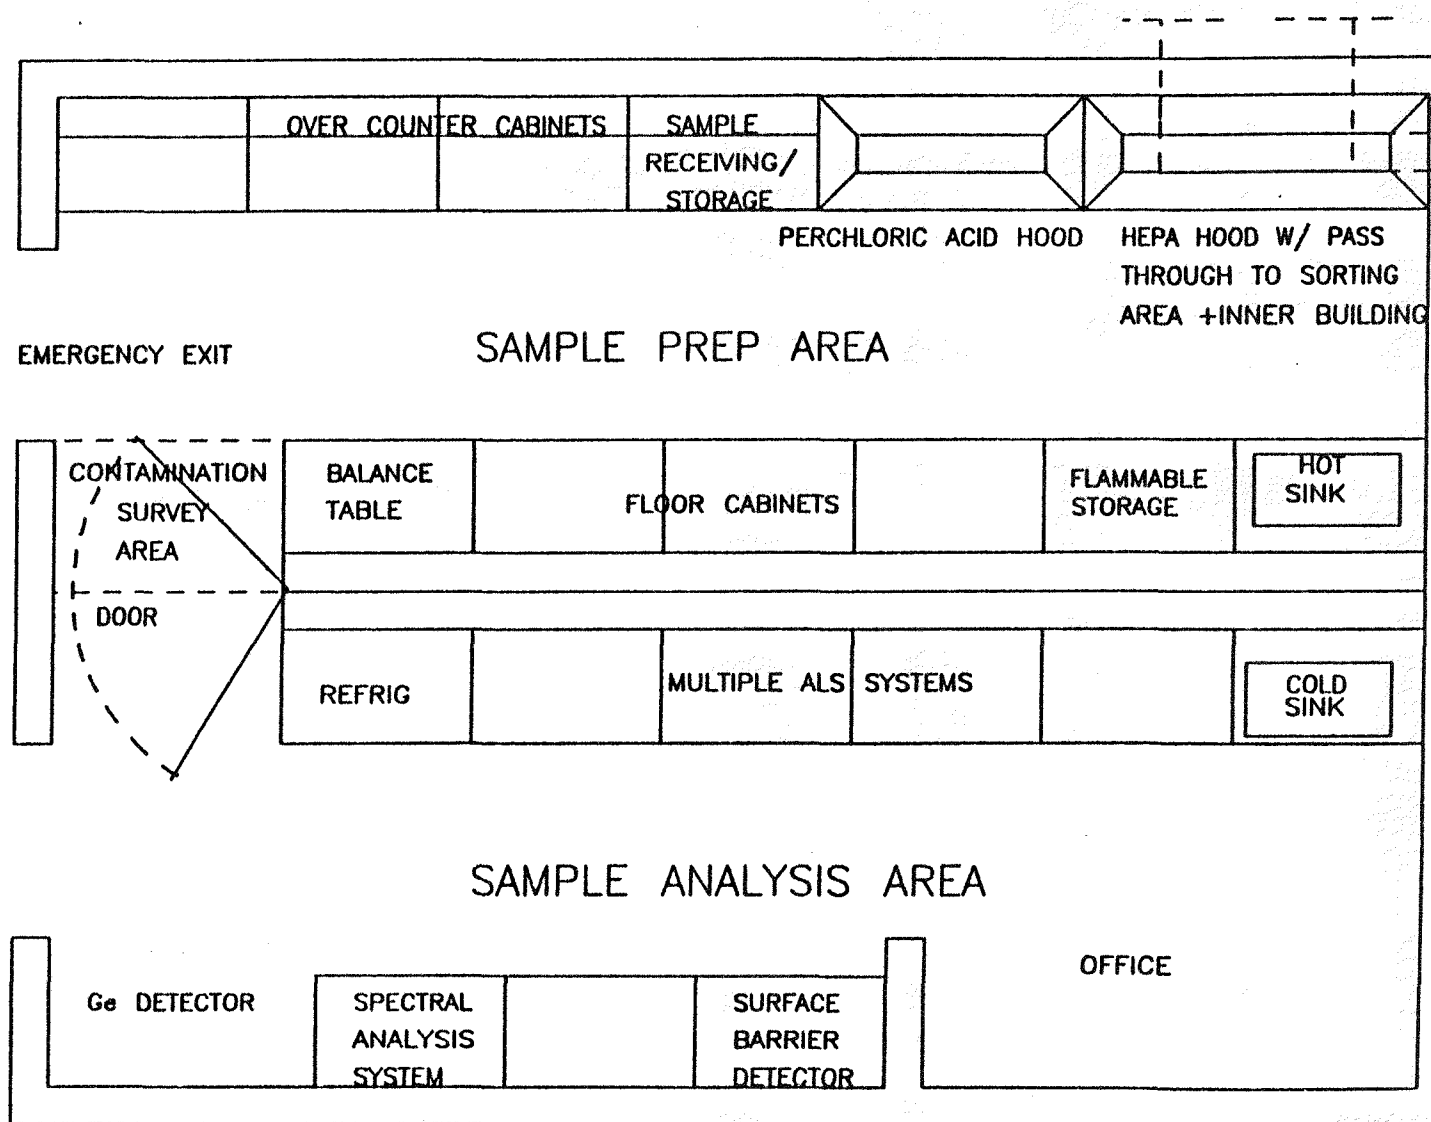 OVER COUNTER CABINETS
SAMPLE
RECEIVING/
STORAGE
PERCHLORIC ACID HOOD
HEPA HOOD W/ PASS
THROUGH TO SORTING
AREA +INNER BUILDING
EMERGENCY EXIT
SAMPLE PREP AREA
CONTAMINATION
SURVEY
AREA
BALANCE
TABLE
FLOOR CABINETS
FLAMMABLE
STORAGE
HOT
SINK
DOOR
REFRIG
MULTIPLE ALS SYSTEMS
COLD
SINK
SAMPLE ANALYSIS AREA
Ge DETECTOR
SPECTRAL
ANALYSIS
SYSTEM
SURFACE
BARRIER
DETECTOR
OFFICE